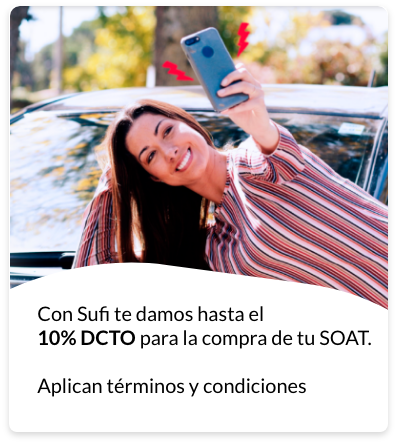 Con Sufi te damos hasta el
10% DCTO para la compra de tu SOAT.
Aplican términos y condiciones